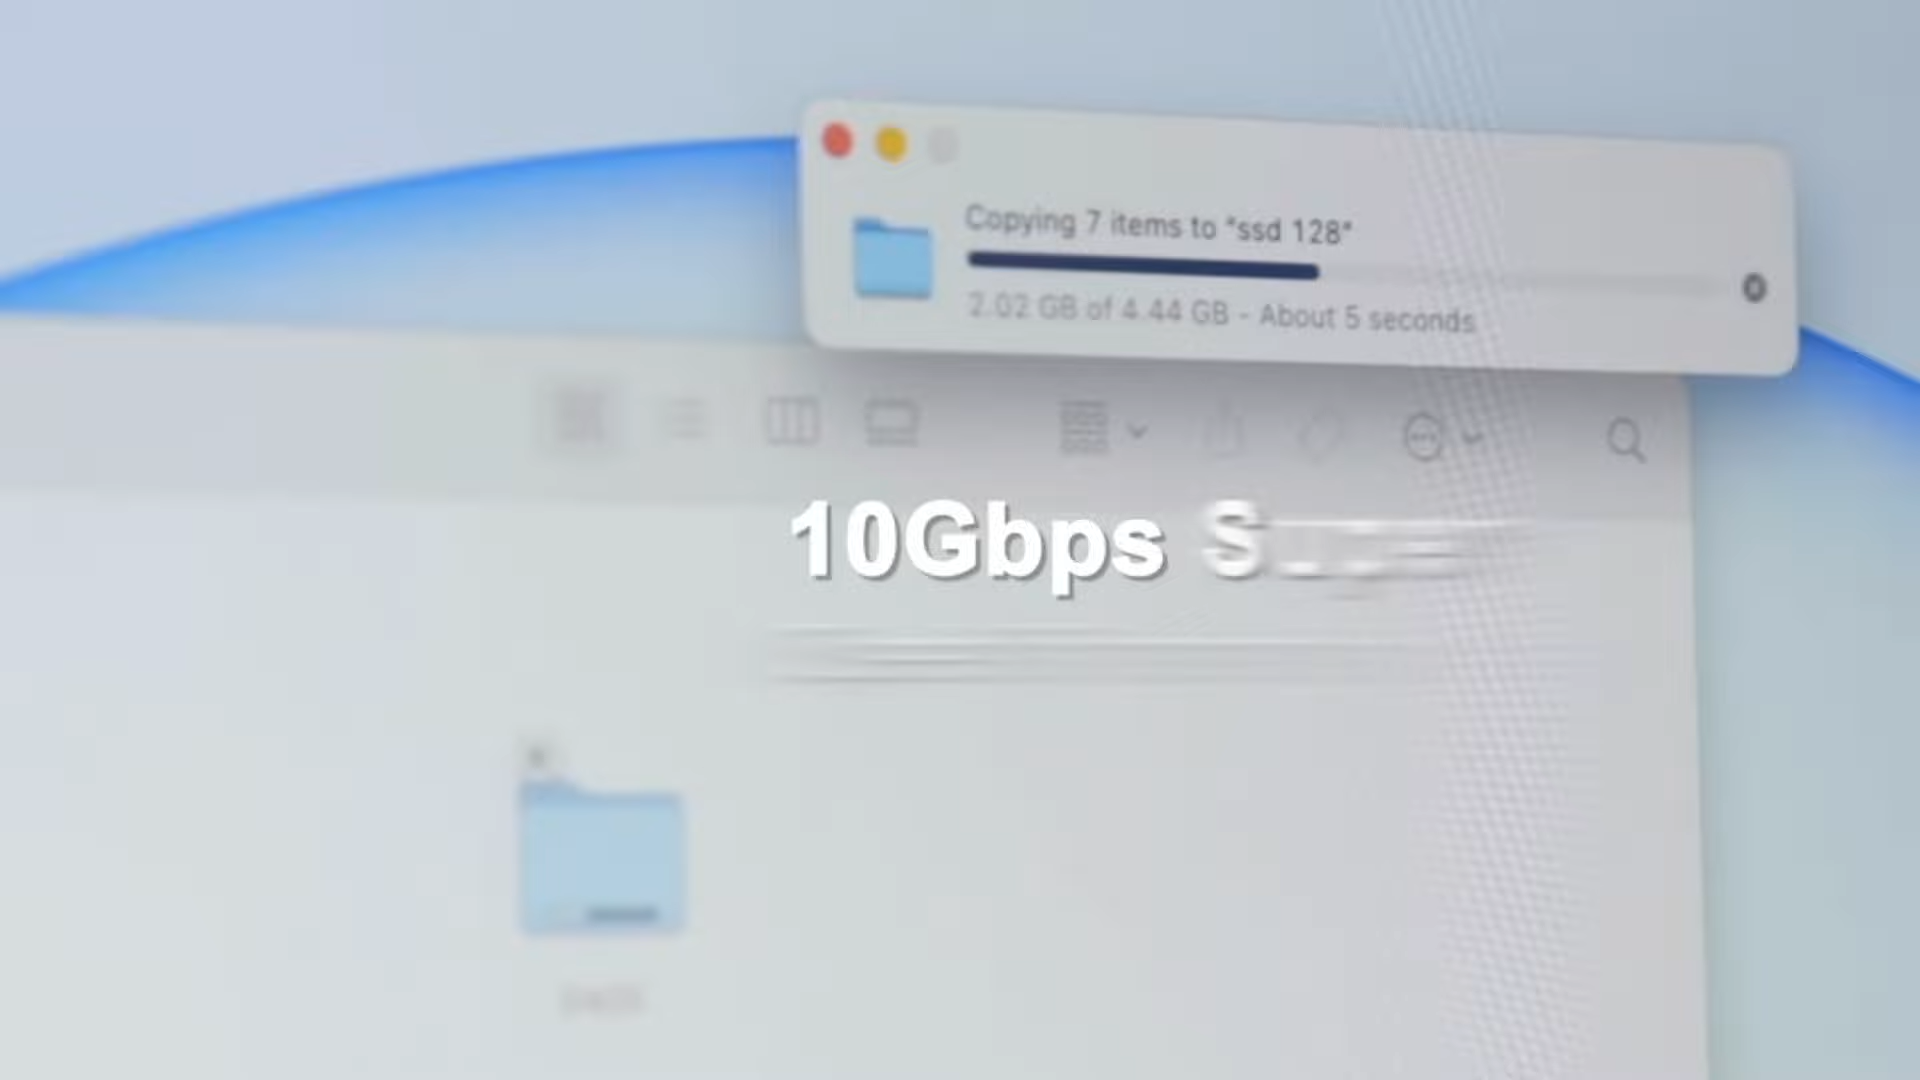 Copying 7 items to "ssd 128"
2.02 GB of 4.44 GB - About 5 seconds
10Gbps